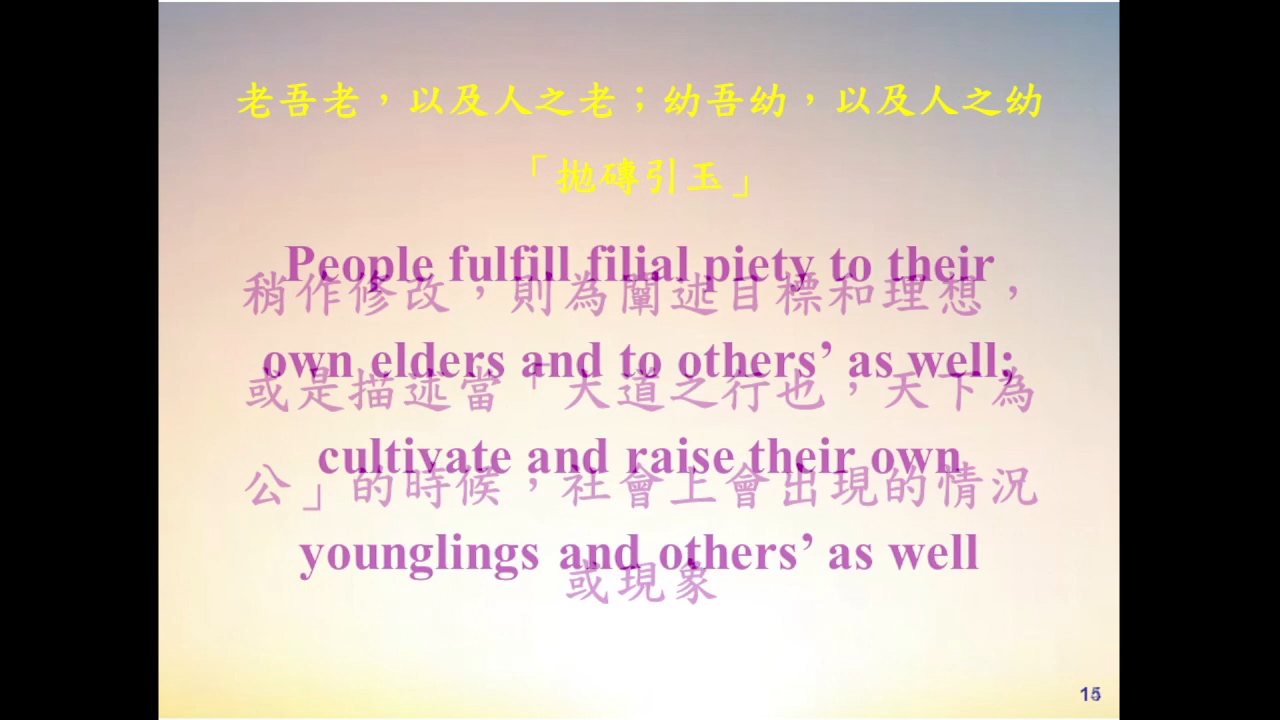 老吾老，以及人之老；幼吾幼，以及人之幼
「拋磚引玉」
People fulfill filial piety to their
稍作修改，則為闡述目標和理想，
own elders and to others’ as well;
或是描述當「大道之行也，天下為
cultivate and raise their own
公」的時候，社會上會出現的情況
younglings and others’ as well
或現象
15